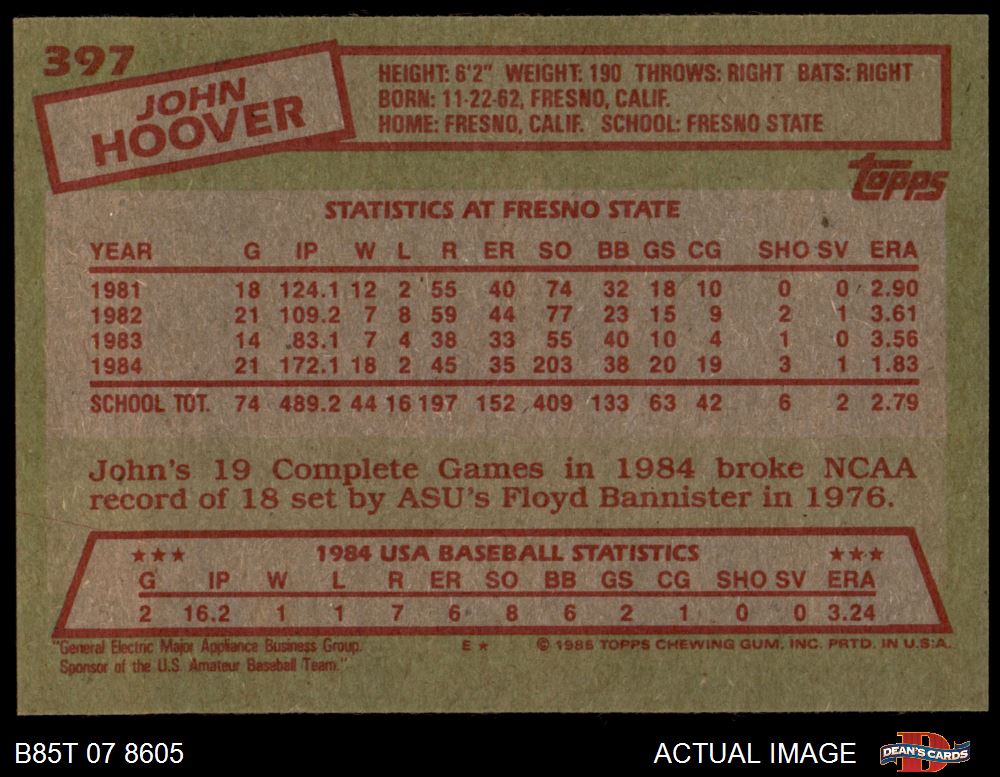 397
JOHN
HOOVER
HEIGHT: 6'2" WEIGHT: 190 THROWS: RIGHT BATS: RIGHT
BORN: 11-22-62, FRESNO, CALIF.
HOME: FRESNO, CALIF. SCHOOL: FRESNO STATE
topps
STATISTICS AT FRESNO STATE
YEAR G IP W L R ER SO BB GS CG SHO SV ERA
1981 18 124.1 12 2 55 40 74 32 18 10 0 0 2.90
1982 21 109.2 7 8 59 44 77 23 15 9 2 1 3.61
1983 14 83.1 7 4 38 33 55 40 10 4 1 0 3.56
1984 21 172.1 18 2 45 35 203 38 20 19 3 1 1.83
SCHOOL TOT. 74 489.2 44 16 197 152 409 133 63 42 6 2 2.79
John's 19 Complete Games in 1984 broke NCAA
record of 18 set by ASU's Floyd Bannister in 1976.
★★★ 1984 USA BASEBALL STATISTICS ★★★
G IP W L R ER SO BB GS CG SHO SV ERA
2 16.2 1 1 7 6 8 6 2 1 0 0 3.24
"General Electric Major Appliance Business Group. E ★ © 1985 TOPPS CHEWING GUM, INC. PRTD. IN U.S.A.
Sponsor of the U.S. Amateur Baseball Team."
B85T 07 8605 ACTUAL IMAGE DEAN'S CARDS